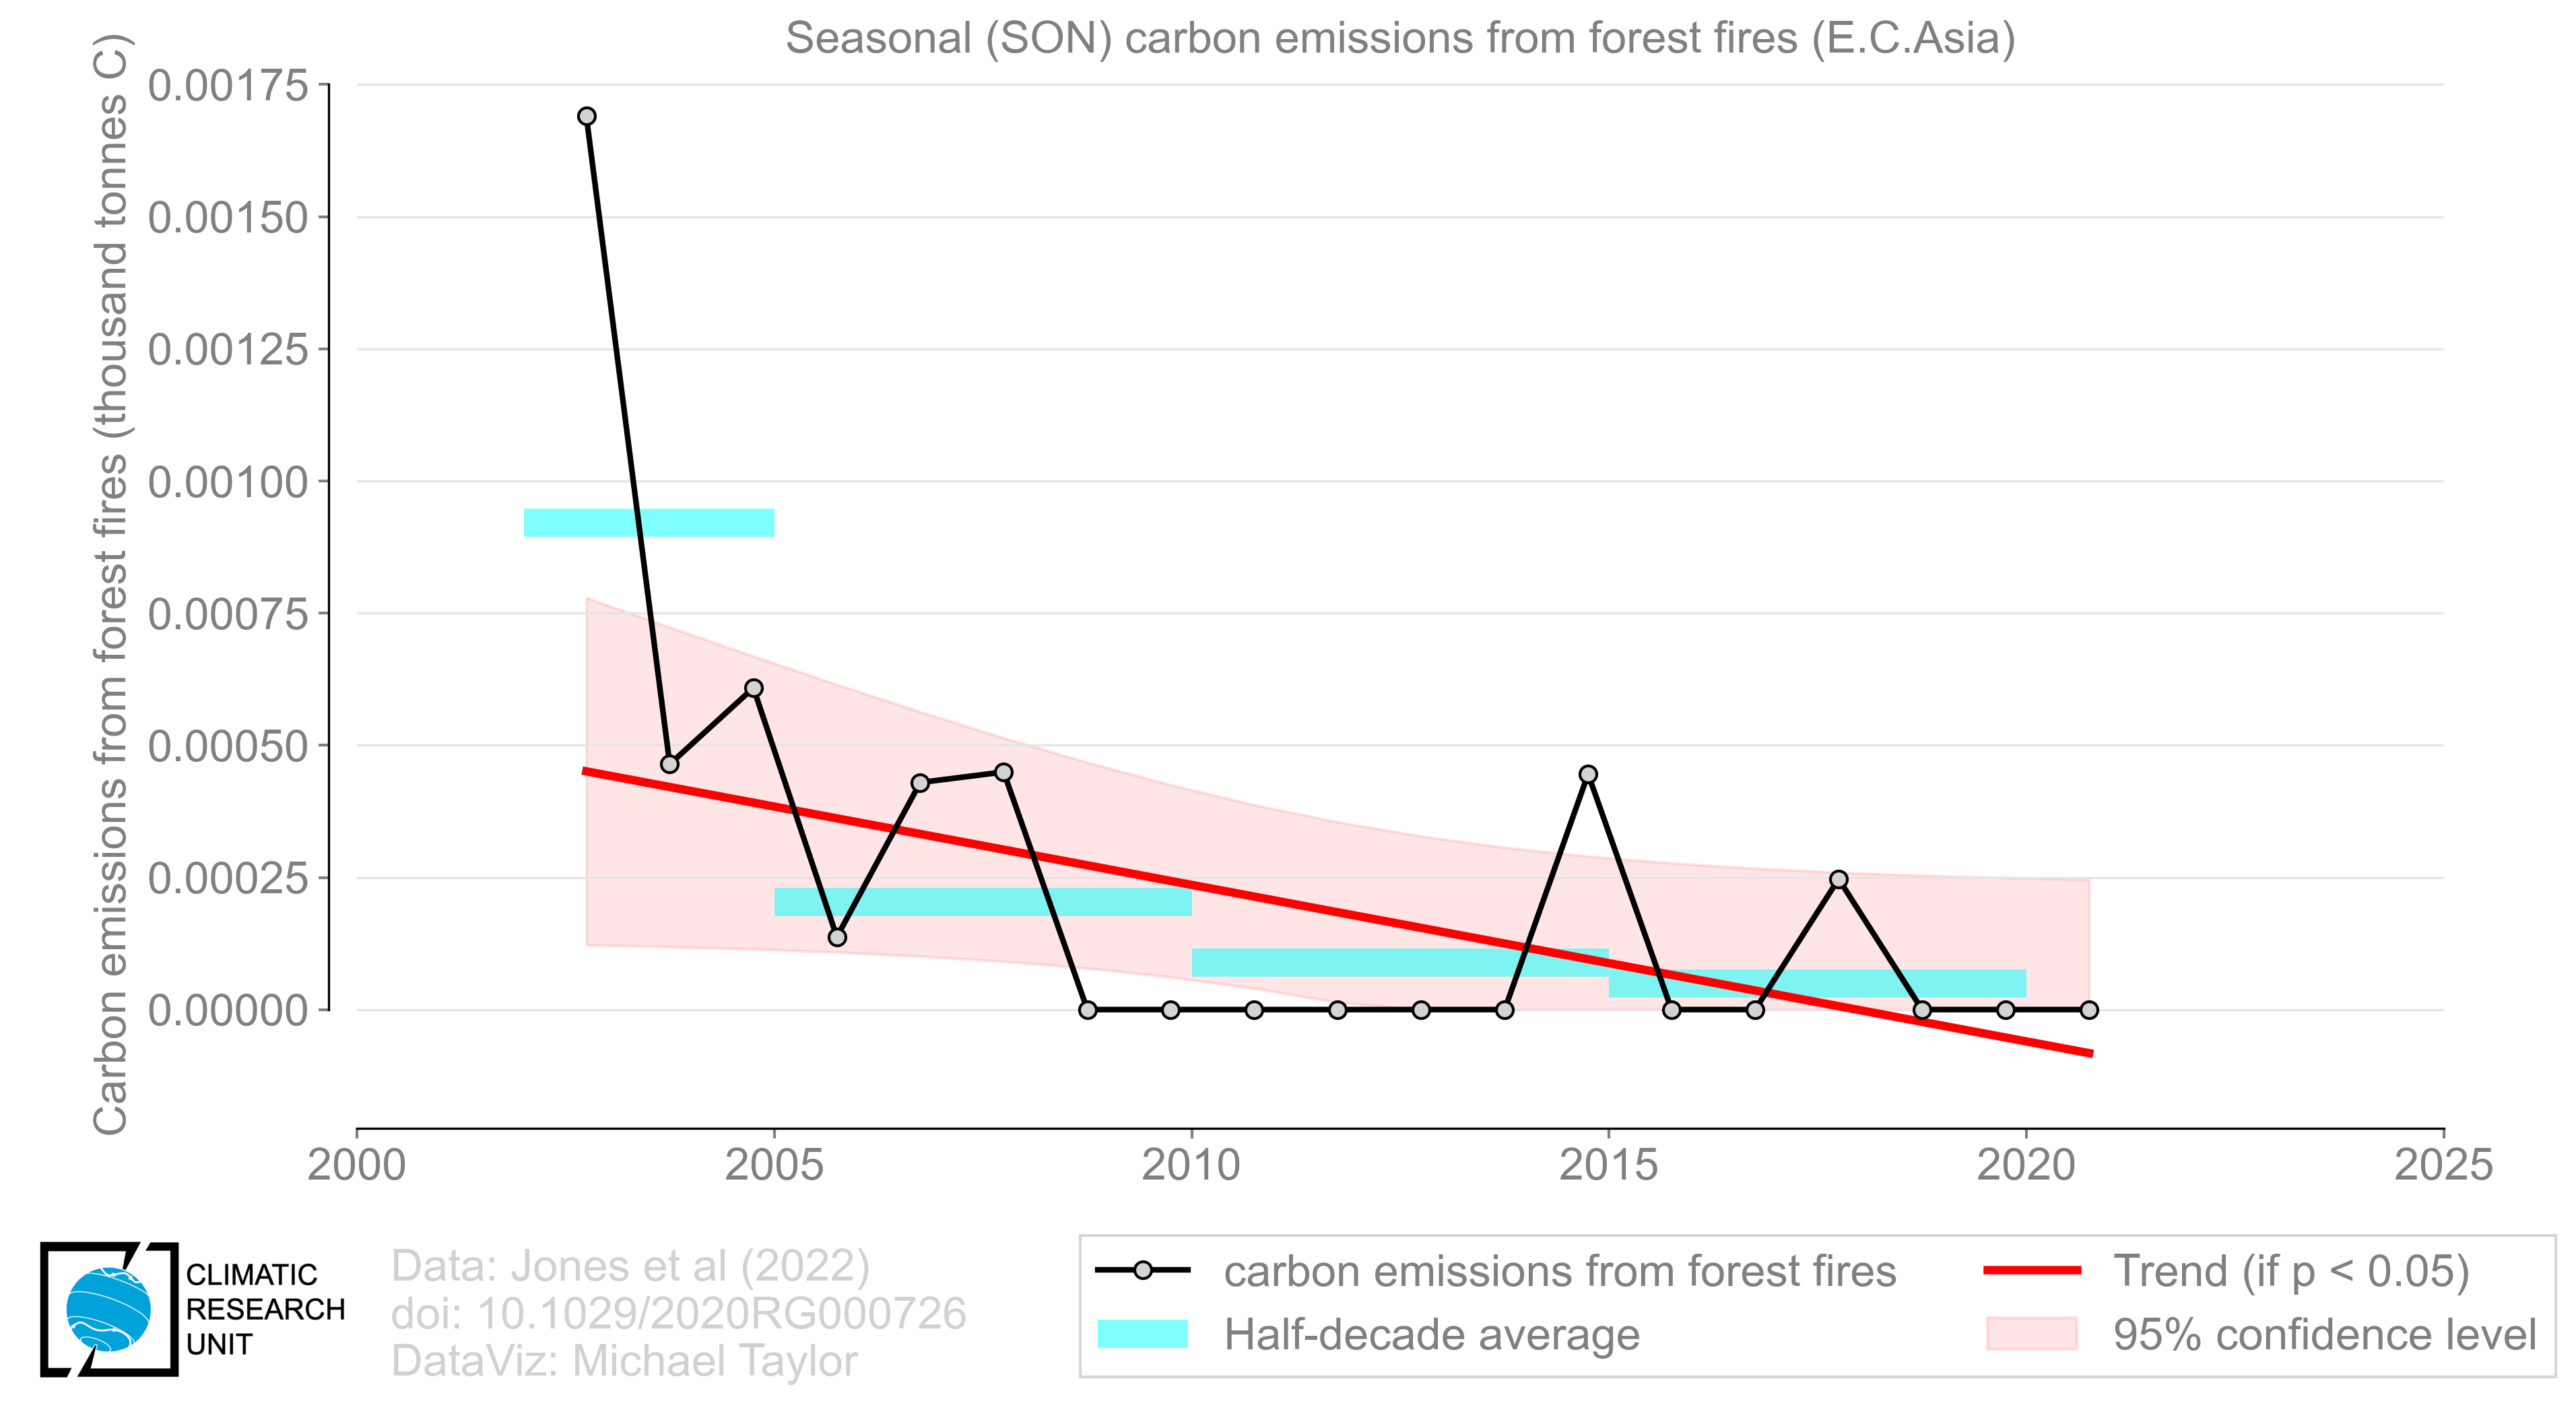 Seasonal (SON) carbon emissions from forest fires (E.C.Asia)
Carbon emissions from forest fires (thousand tonnes C)
0.00175
0.00150
0.00125
0.00100
0.00075
0.00050
0.00025
0.00000
2000 2005 2010 2015 2020 2025
CLIMATIC
RESEARCH
UNIT
Data: Jones et al (2022)
doi: 10.1029/2020RG000726
DataViz: Michael Taylor
carbon emissions from forest fires
Half-decade average
Trend (if p < 0.05)
95% confidence level